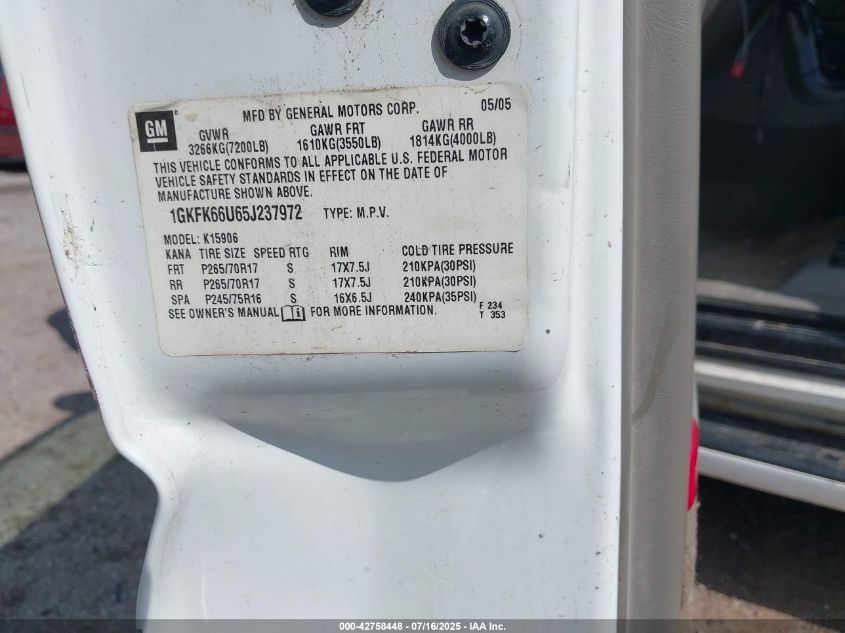 MFD BY GENERAL MOTORS CORP. 05/05
GM
GVWR GAWR FRT GAWR RR
3266KG(7200LB) 1610KG(3550LB) 1814KG(4000LB)
THIS VEHICLE CONFORMS TO ALL APPLICABLE U.S. FEDERAL MOTOR
VEHICLE SAFETY STANDARDS IN EFFECT ON THE DATE OF
MANUFACTURE SHOWN ABOVE.
1GKFK66U65J237972 TYPE: M.P.V.
MODEL: K15906
KANA TIRE SIZE SPEED RTG RIM COLD TIRE PRESSURE
FRT P265/70R17 S 17X7.5J 210KPA(30PSI)
RR P265/70R17 S 17X7.5J 210KPA(30PSI)
SPA P245/75R16 S 16X6.5J 240KPA(35PSI)
SEE OWNER'S MANUAL FOR MORE INFORMATION.
F 234
T 353
000-42758448 - 07/16/2025 - IAA Inc.